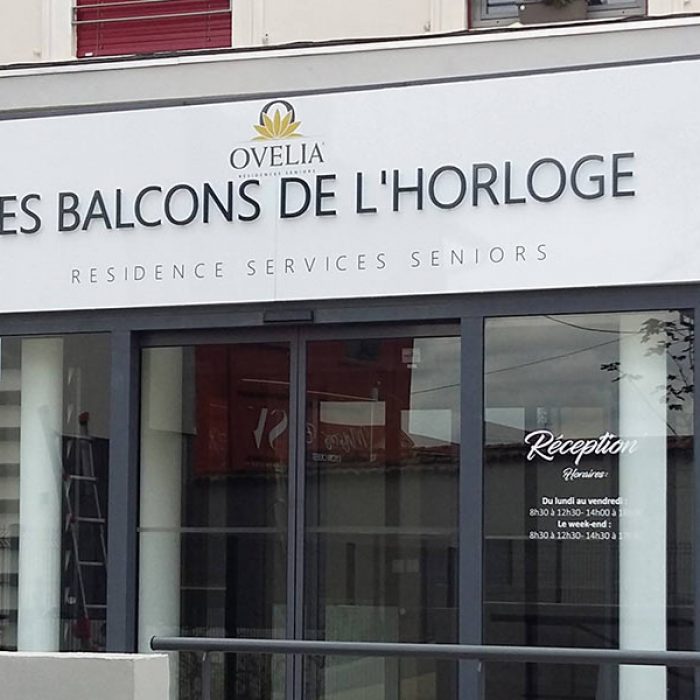 OVELIA
RESIDENCES SENIORS
ES BALCONS DE L'HORLOGE
RESIDENCE SERVICES SENIORS
Réception
Horaires :
Du lundi au vendredi :
8h30 à 12h30- 14h00 à
Le week-end :
8h30 à 12h30- 14h30 à